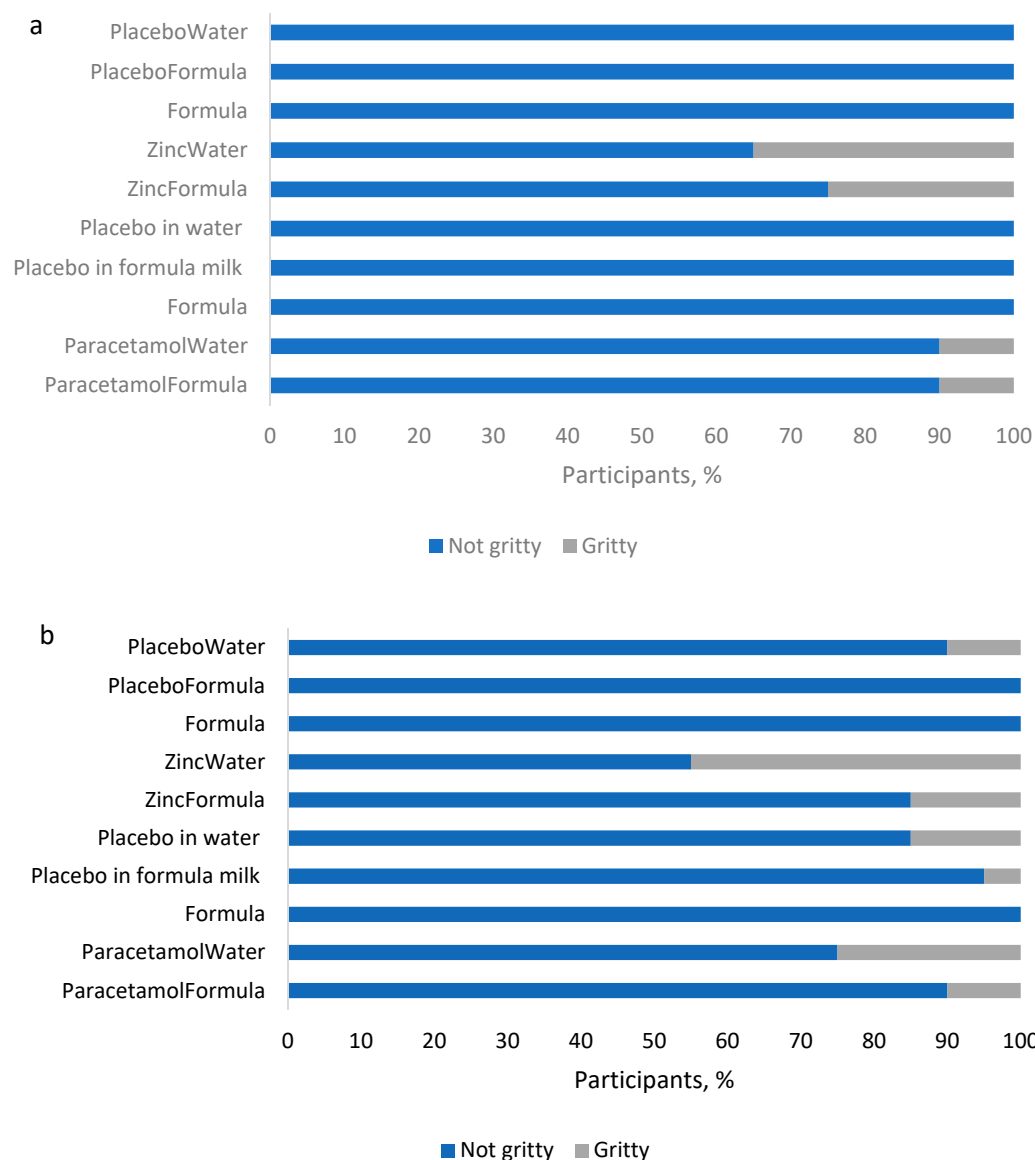 a
PlaceboWater
PlaceboFormula
Formula
ZincWater
ZincFormula
Placebo in water
Placebo in formula milk
Formula
ParacetamolWater
ParacetamolFormula
0 10 20 30 40 50 60 70 80 90 100
Participants, %
Not gritty Gritty
b
PlaceboWater
PlaceboFormula
Formula
ZincWater
ZincFormula
Placebo in water
Placebo in formula milk
Formula
ParacetamolWater
ParacetamolFormula
0 10 20 30 40 50 60 70 80 90 100
Participants, %
Not gritty Gritty